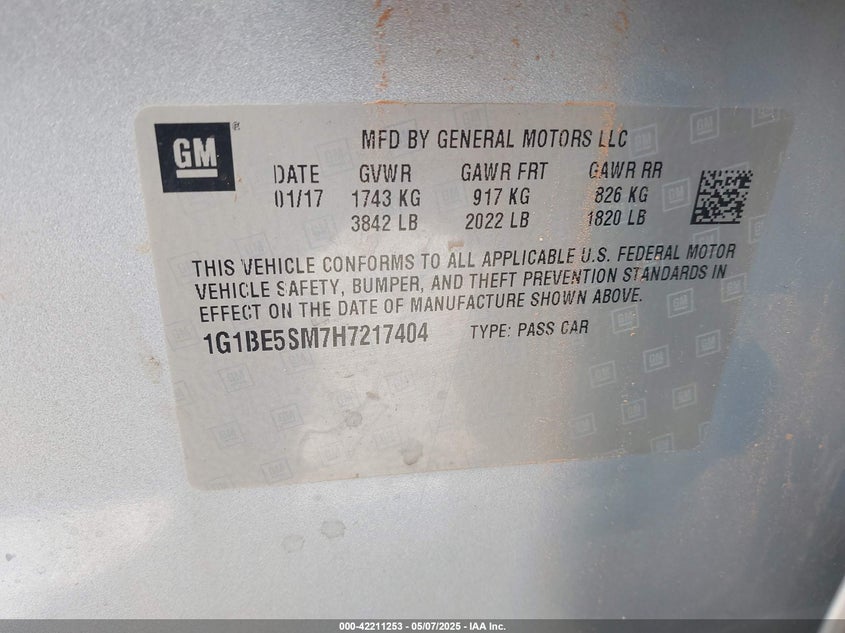 GM
MFD BY GENERAL MOTORS LLC
DATE GVWR GAWR FRT GAWR RR
01/17 1743 KG 917 KG 826 KG
3842 LB 2022 LB 1820 LB
THIS VEHICLE CONFORMS TO ALL APPLICABLE U.S. FEDERAL MOTOR
VEHICLE SAFETY, BUMPER, AND THEFT PREVENTION STANDARDS IN
EFFECT ON THE DATE OF MANUFACTURE SHOWN ABOVE.
1G1BE5SM7H7217404 TYPE: PASS CAR
000-42211253 — 05/07/2025 — IAA Inc.